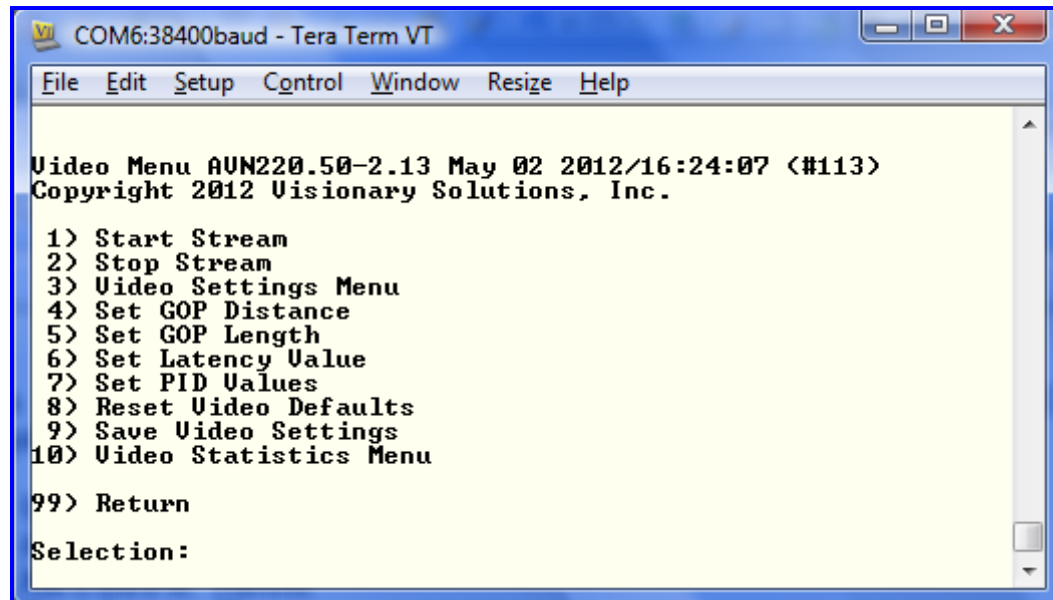 COM6:38400baud - Tera Term VT
File Edit Setup Control Window Resize Help
Video Menu AVN220.50-2.13 May 02 2012/16:24:07 (#113)
Copyright 2012 Visionary Solutions, Inc.
1) Start Stream
2) Stop Stream
3) Video Settings Menu
4) Set GOP Distance
5) Set GOP Length
6) Set Latency Value
7) Set PID Values
8) Reset Video Defaults
9) Save Video Settings
10) Video Statistics Menu
99) Return
Selection: